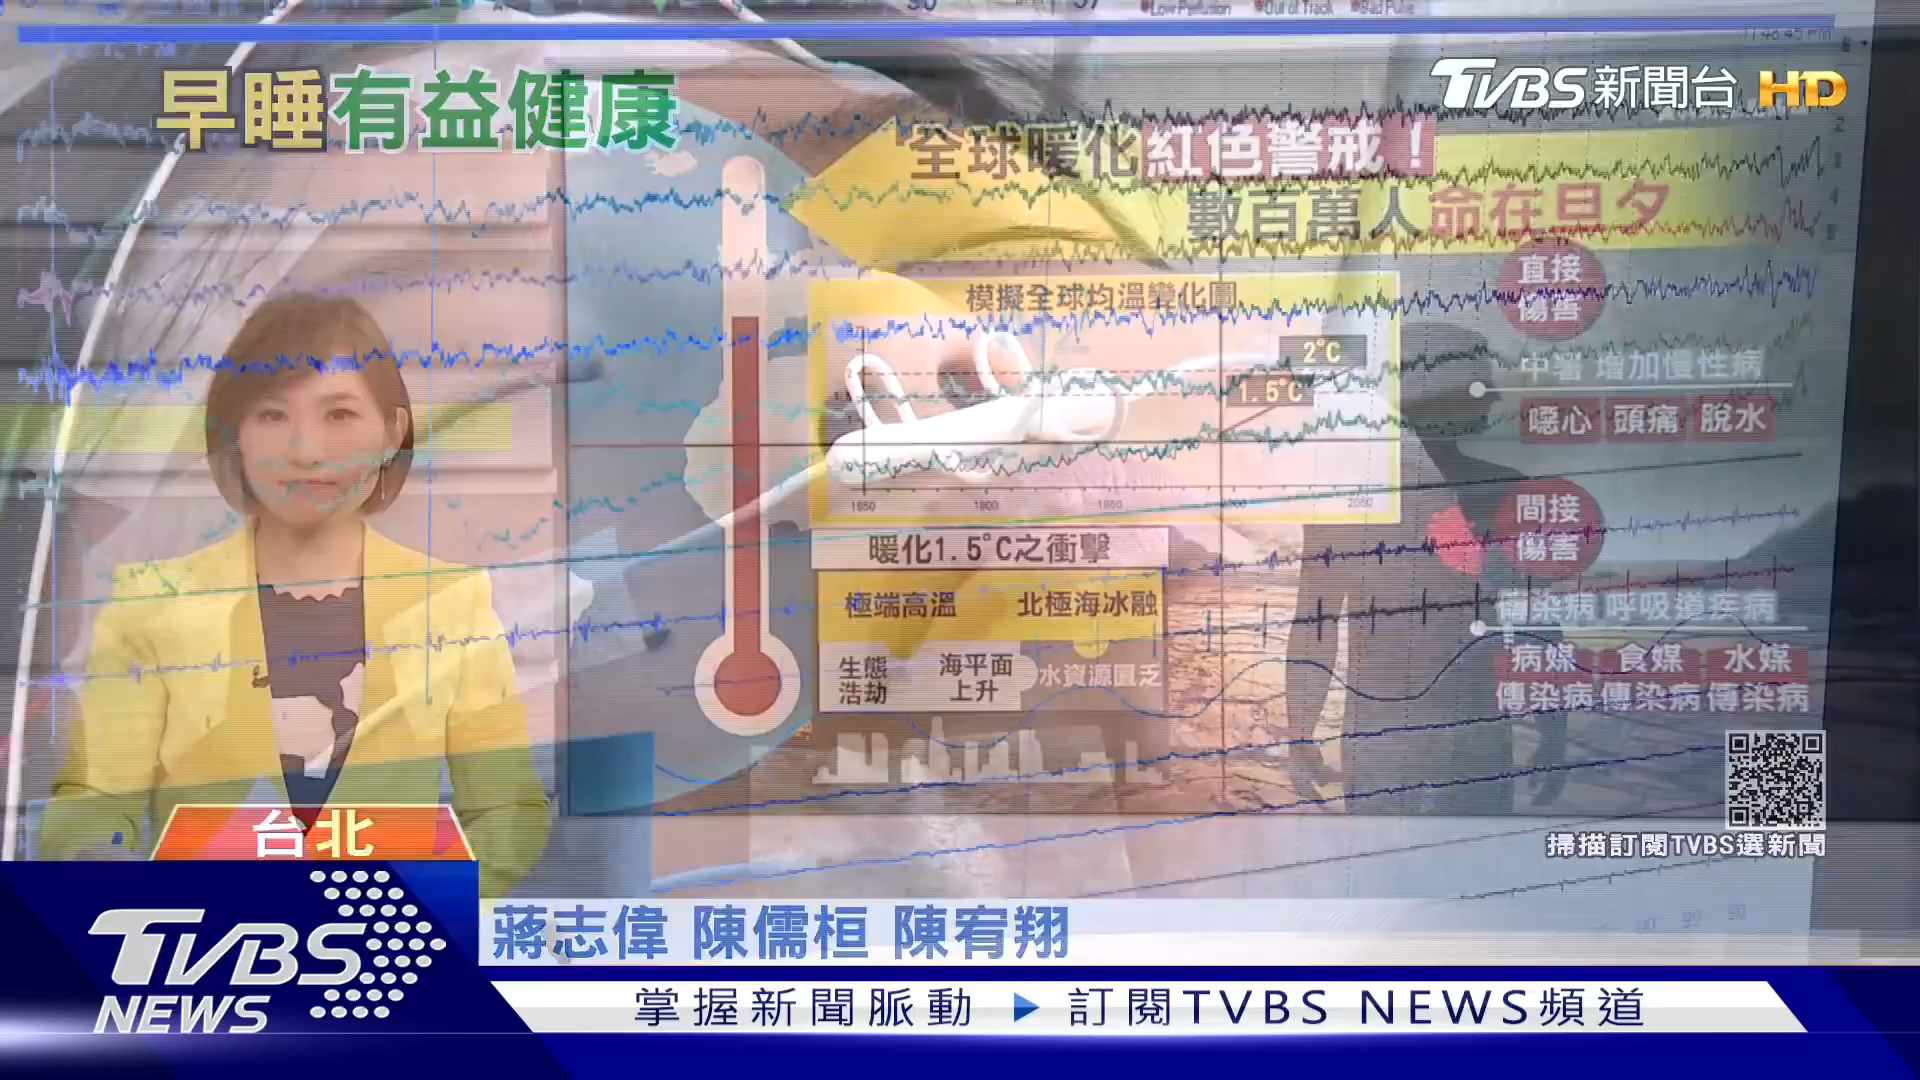 早睡有益健康
TVBS新聞台 HD
全球暖化紅色警戒！
數百萬人命在旦夕
模擬全球均溫變化圖
2°C
1.5°C
1850 1900 1950 2000 2050
暖化1.5°C之衝擊
極端高溫 北極海冰融
生態浩劫 海平面上升 水資源匱乏
直接傷害
中暑 增加慢性病
噁心 頭痛 脫水
間接傷害
傳染病 呼吸道疾病
病媒傳染病 食媒傳染病 水媒傳染病
掃描訂閱TVBS選新聞
台北
蔣志偉 陳儒桓 陳宥翔
TVBS NEWS
掌握新聞脈動 ▶ 訂閱TVBS NEWS頻道